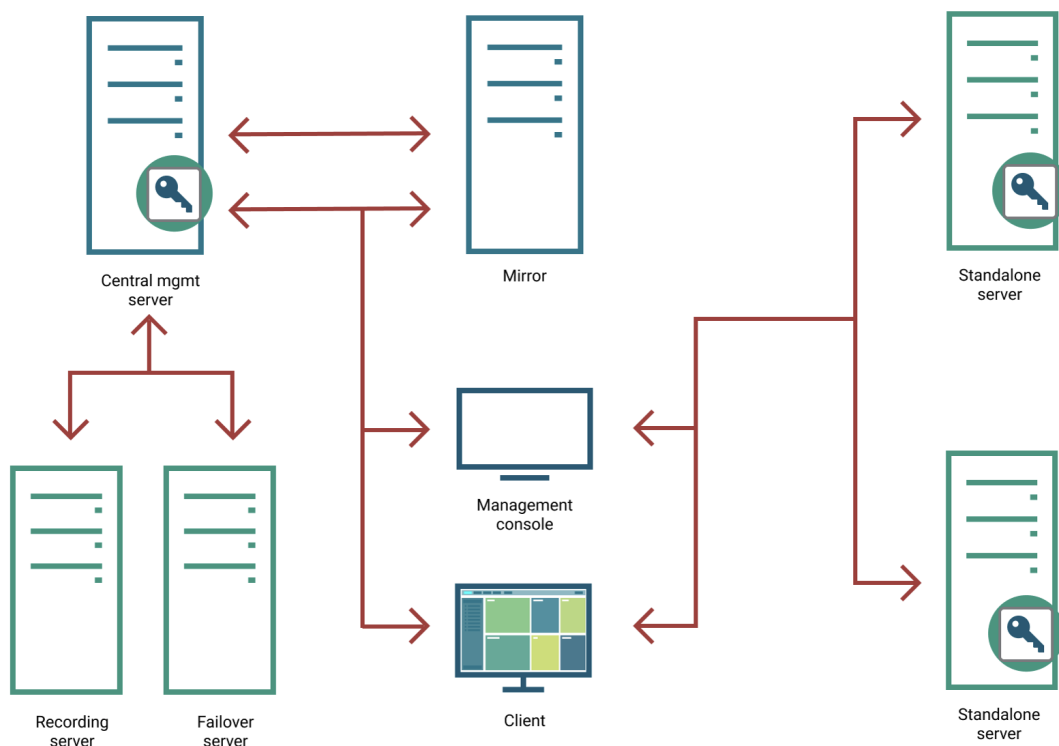 Central mgmt
server
Mirror
Standalone
server
Management
console
Recording
server
Failover
server
Client
Standalone
server